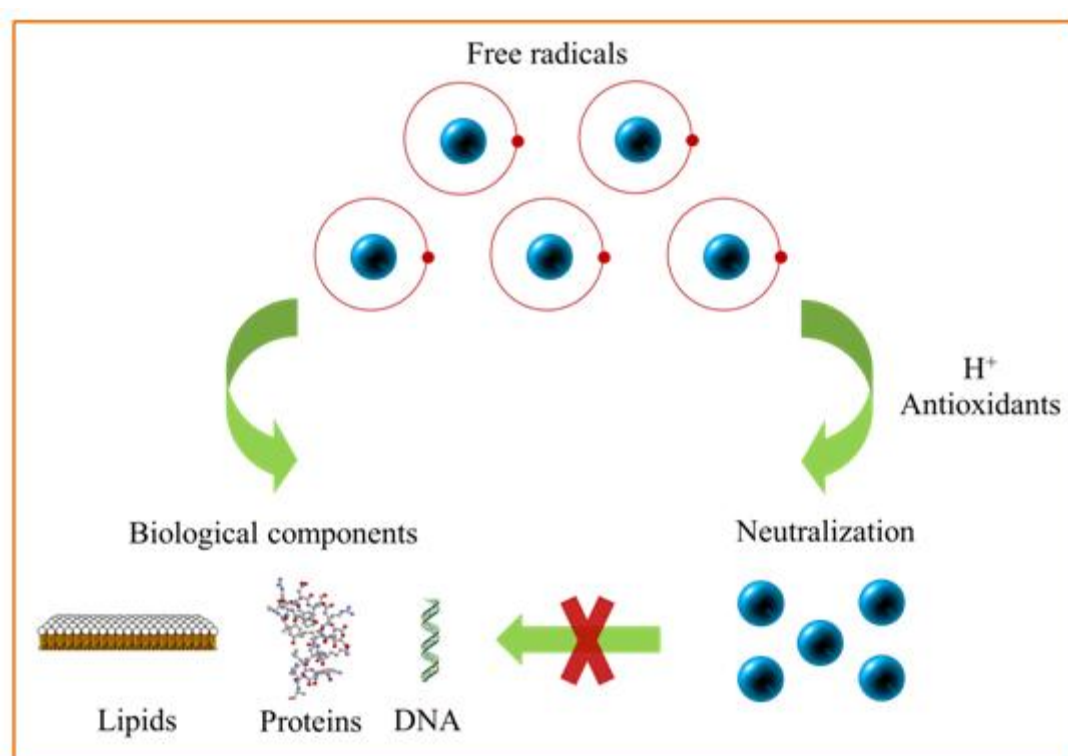 Free radicals
H⁺
Antioxidants
Biological components
Neutralization
Lipids
Proteins
DNA